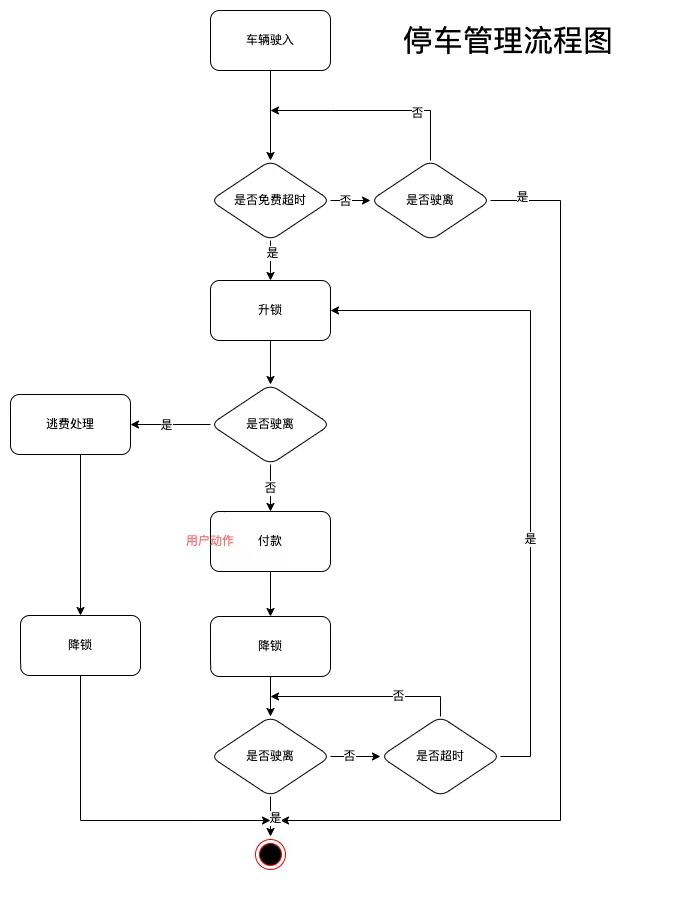 车辆驶入
停车管理流程图
否
是否免费超时
否
是否驶离
是
是
升锁
逃费处理
是
是否驶离
否
用户动作
付款
是
降锁
降锁
否
是否驶离
否
是否超时
是